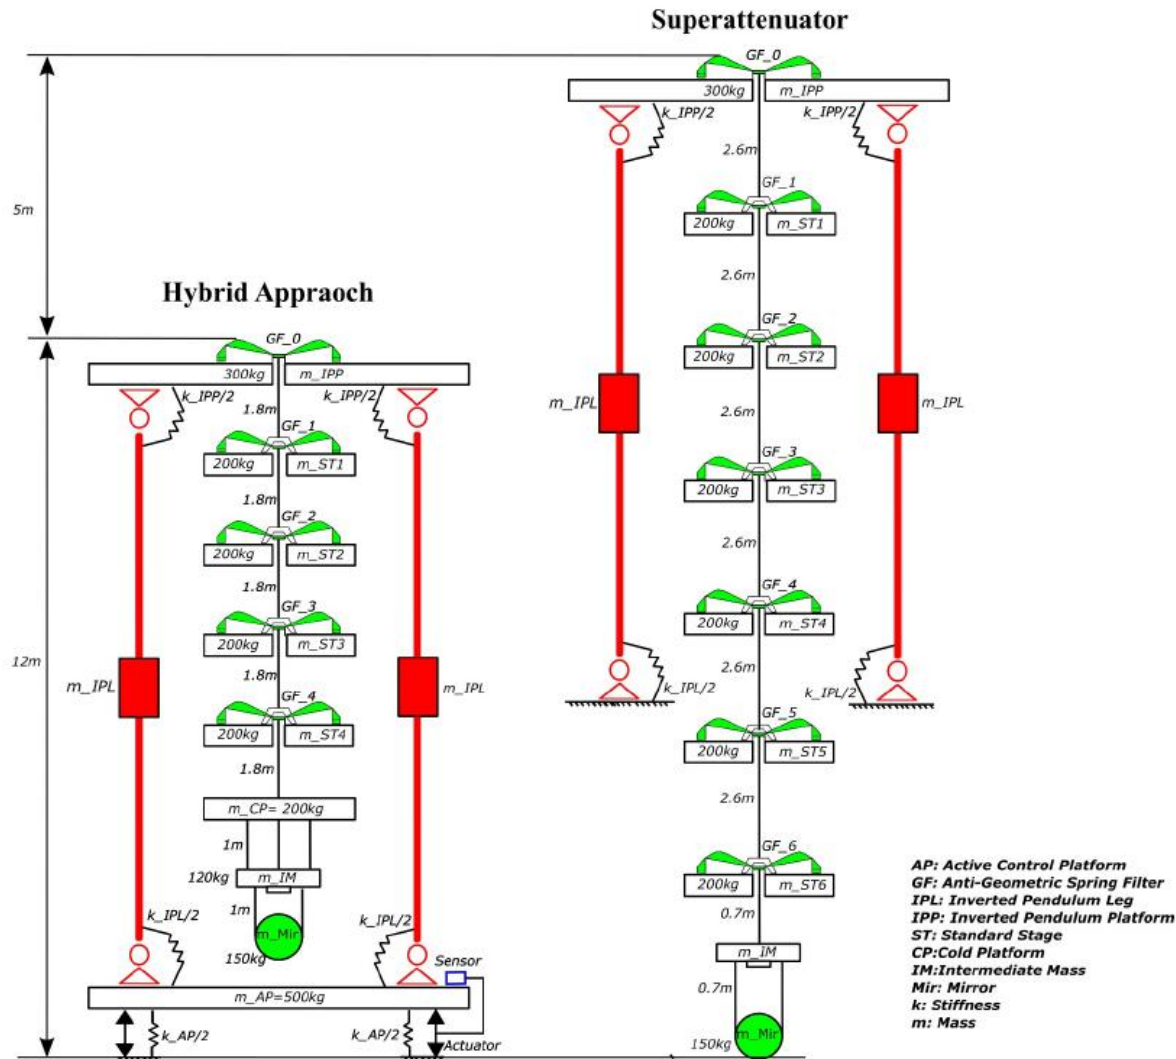 Superattenuator
GF_0
300kg
m_IPP
k_IPP/2
k_IPP/2
2.6m
GF_1
200kg
m_ST1
2.6m
GF_2
200kg
m_ST2
2.6m
m_IPL
m_IPL
GF_3
200kg
m_ST3
2.6m
GF_4
200kg
m_ST4
2.6m
k_IPL/2
k_IPL/2
GF_5
200kg
m_ST5
2.6m
GF_6
200kg
m_ST6
0.7m
m_IM
0.7m
m_Mir
150kg
5m
12m
Hybrid Appraoch
GF_0
300kg
m_IPP
k_IPP/2
k_IPP/2
1.8m
GF_1
200kg
m_ST1
1.8m
GF_2
200kg
m_ST2
1.8m
GF_3
200kg
m_ST3
1.8m
m_IPL
m_IPL
GF_4
200kg
m_ST4
1.8m
m_CP= 200kg
1m
120kg
m_IM
1m
k_IPL/2
k_IPL/2
m_Mir
150kg
Sensor
m_AP=500kg
k_AP/2
k_AP/2
Actuator
AP: Active Control Platform
GF: Anti-Geometric Spring Filter
IPL: Inverted Pendulum Leg
IPP: Inverted Pendulum Platform
ST: Standard Stage
CP:Cold Platform
IM:Intermediate Mass
Mir: Mirror
k: Stiffness
m: Mass